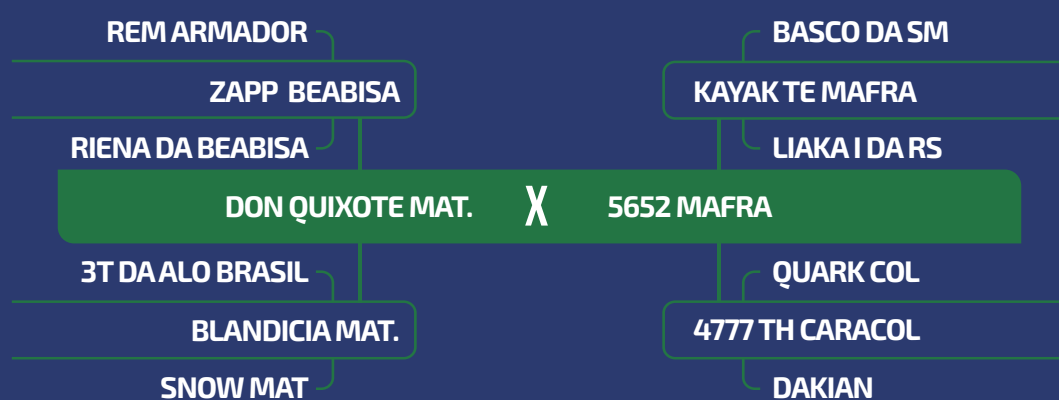 REM ARMADOR
ZAPP BEABISA
RIENA DA BEABISA
BASCO DA SM
KAYAK TE MAFRA
LIAKA I DA RS
DON QUIXOTE MAT. X 5652 MAFRA
3T DA ALO BRASIL
BLANDICIA MAT.
SNOW MAT
QUARK COL
4777 TH CARACOL
DAKIAN